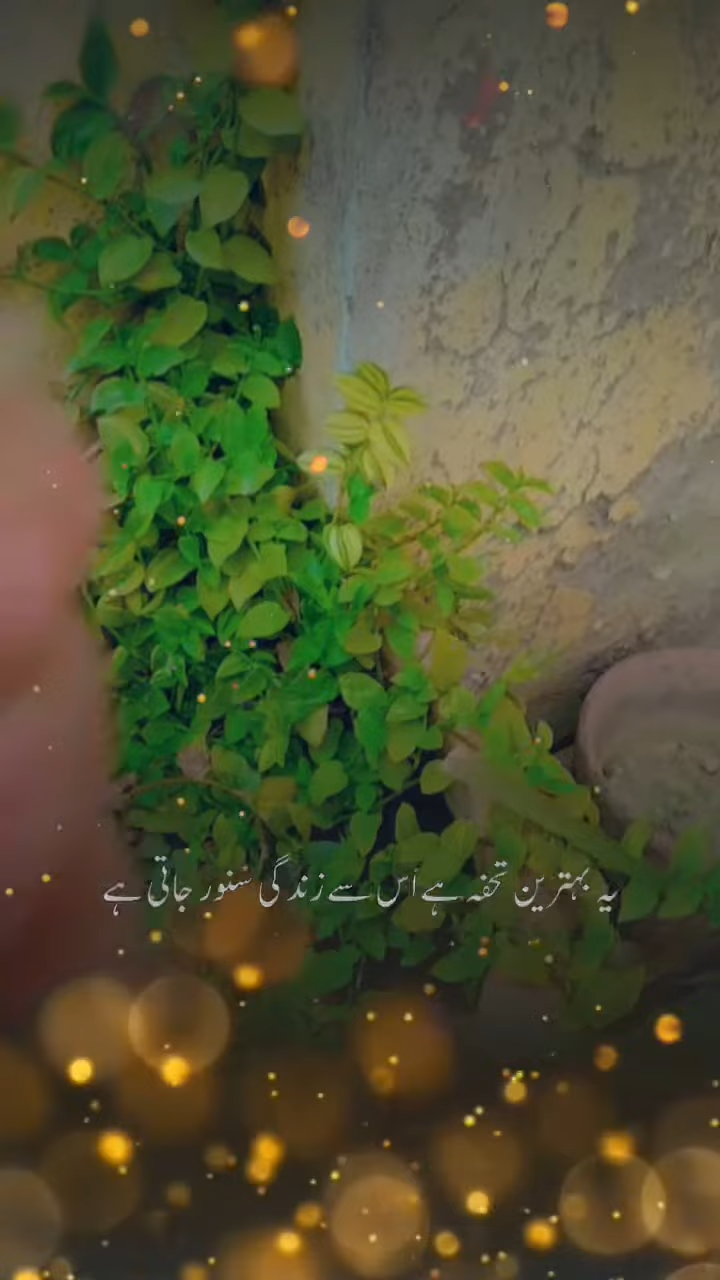 یہ بہترین تحفہ ہے اس سے زندگی سنور جاتی ہے